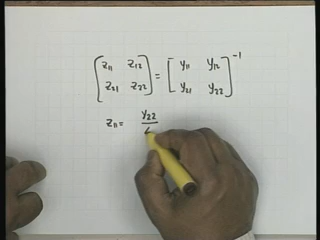 [z11 z12
z21 z22] = [y11 y12
y21 y22]^-1
z11 = y22